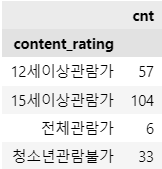 cnt
content_rating
12세이상관람가 57
15세이상관람가 104
전체관람가 6
청소년관람불가 33